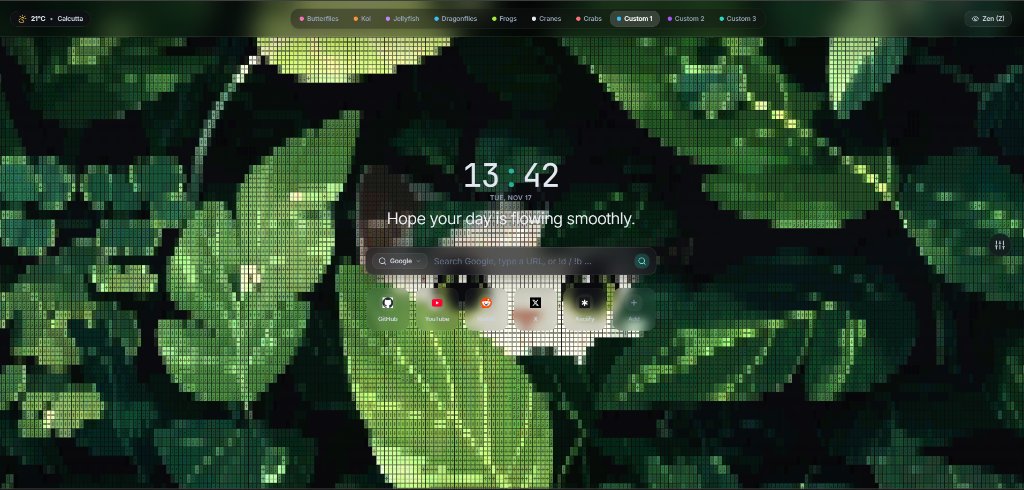 21°C • Calcutta
Butterflies
Koi
Jellyfish
Dragonflies
Frogs
Cranes
Crabs
Custom 1
Custom 2
Custom 3
Zen (Z)
13 : 42
TUE, NOV 17
Hope your day is flowing smoothly.
Google
Search Google, type a URL, or !d / !b ...
GitHub
YouTube
X
Add